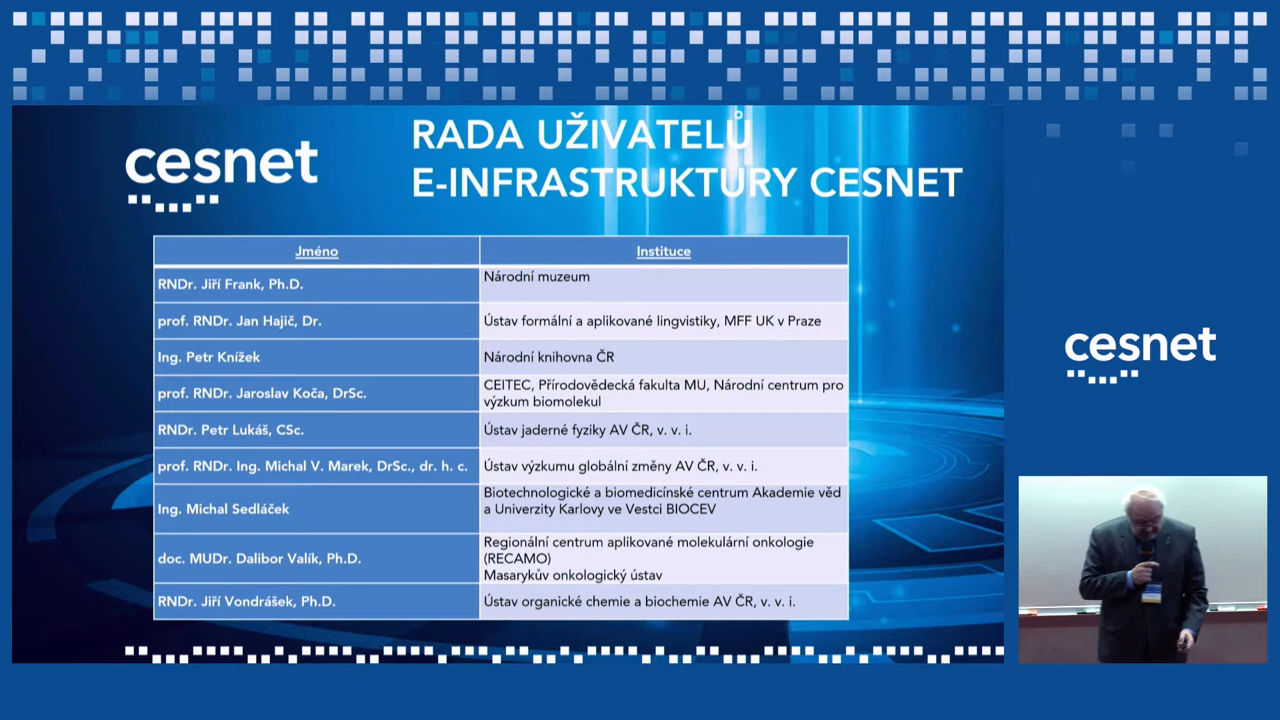 cesnet
RADA UŽIVATELŮ
E-INFRASTRUKTURY CESNET
Jméno
Instituce
RNDr. Jiří Frank, Ph.D.
Národní muzeum
prof. RNDr. Jan Hajič, Dr.
Ústav formální a aplikované lingvistiky, MFF UK v Praze
Ing. Petr Knížek
Národní knihovna ČR
prof. RNDr. Jaroslav Koča, DrSc.
CEITEC, Přírodovědecká fakulta MU, Národní centrum pro
výzkum biomolekul
RNDr. Petr Lukáš, CSc.
Ústav jaderné fyziky AV ČR, v. v. i.
prof. RNDr. Ing. Michal V. Marek, DrSc., dr. h. c.
Ústav výzkumu globální změny AV ČR, v. v. i.
Ing. Michal Sedláček
Biotechnologické a biomedicínské centrum Akademie věd
a Univerzity Karlovy ve Vestci BIOCEV
doc. MUDr. Dalibor Valík, Ph.D.
Regionální centrum aplikované molekulární onkologie
(RECAMO)
Masarykův onkologický ústav
RNDr. Jiří Vondrášek, Ph.D.
Ústav organické chemie a biochemie AV ČR, v. v. i.
cesnet